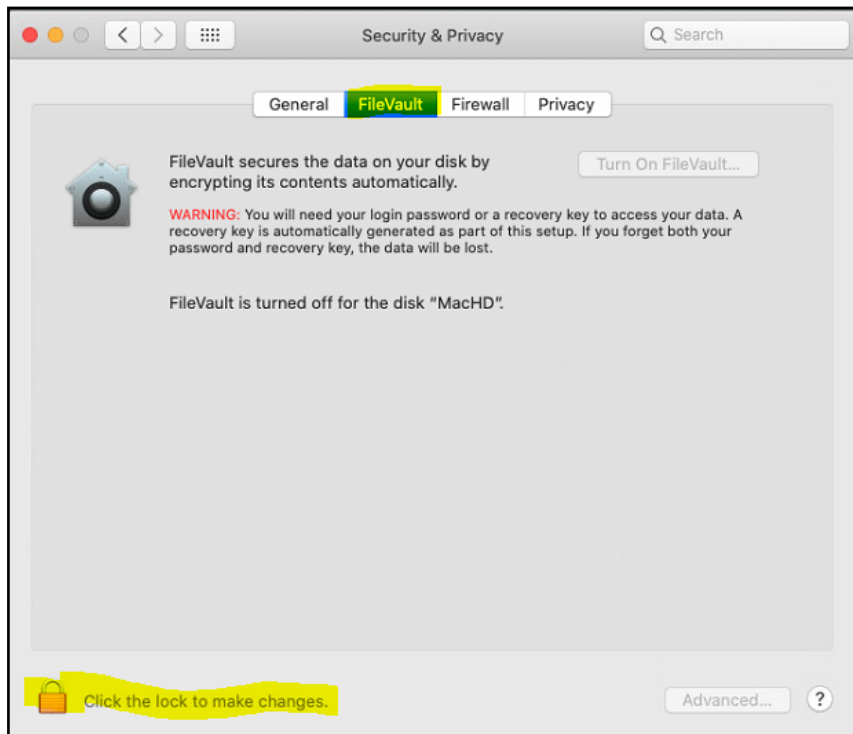 Security & Privacy
Search
General
FileVault
Firewall
Privacy
FileVault secures the data on your disk by
encrypting its contents automatically.
Turn On FileVault...
WARNING: You will need your login password or a recovery key to access your data. A
recovery key is automatically generated as part of this setup. If you forget both your
password and recovery key, the data will be lost.
FileVault is turned off for the disk “MacHD”.
Click the lock to make changes.
Advanced...
?